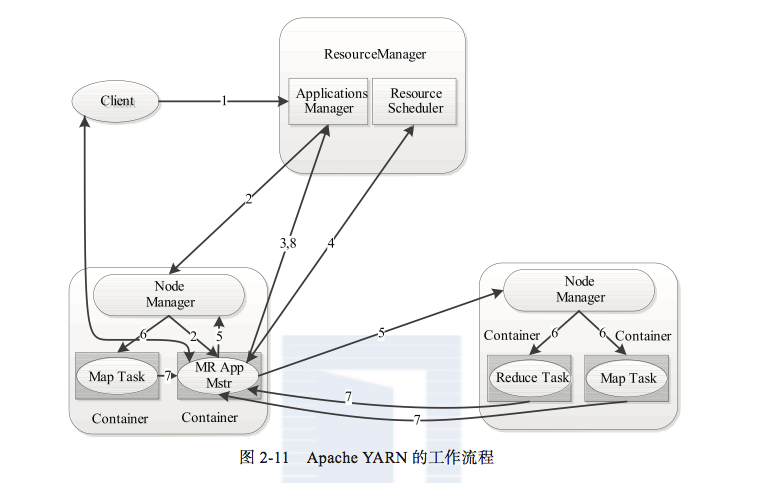 ResourceManager
Client
1
Applications
Manager
Resource
Scheduler
2
3,8
4
Node
Manager
6
2
5
Map Task
7
MR App
Mstr
Container
Container
5
Node
Manager
Container
6
6
Container
Reduce Task
Map Task
7
7
图 2-11 Apache YARN 的工作流程